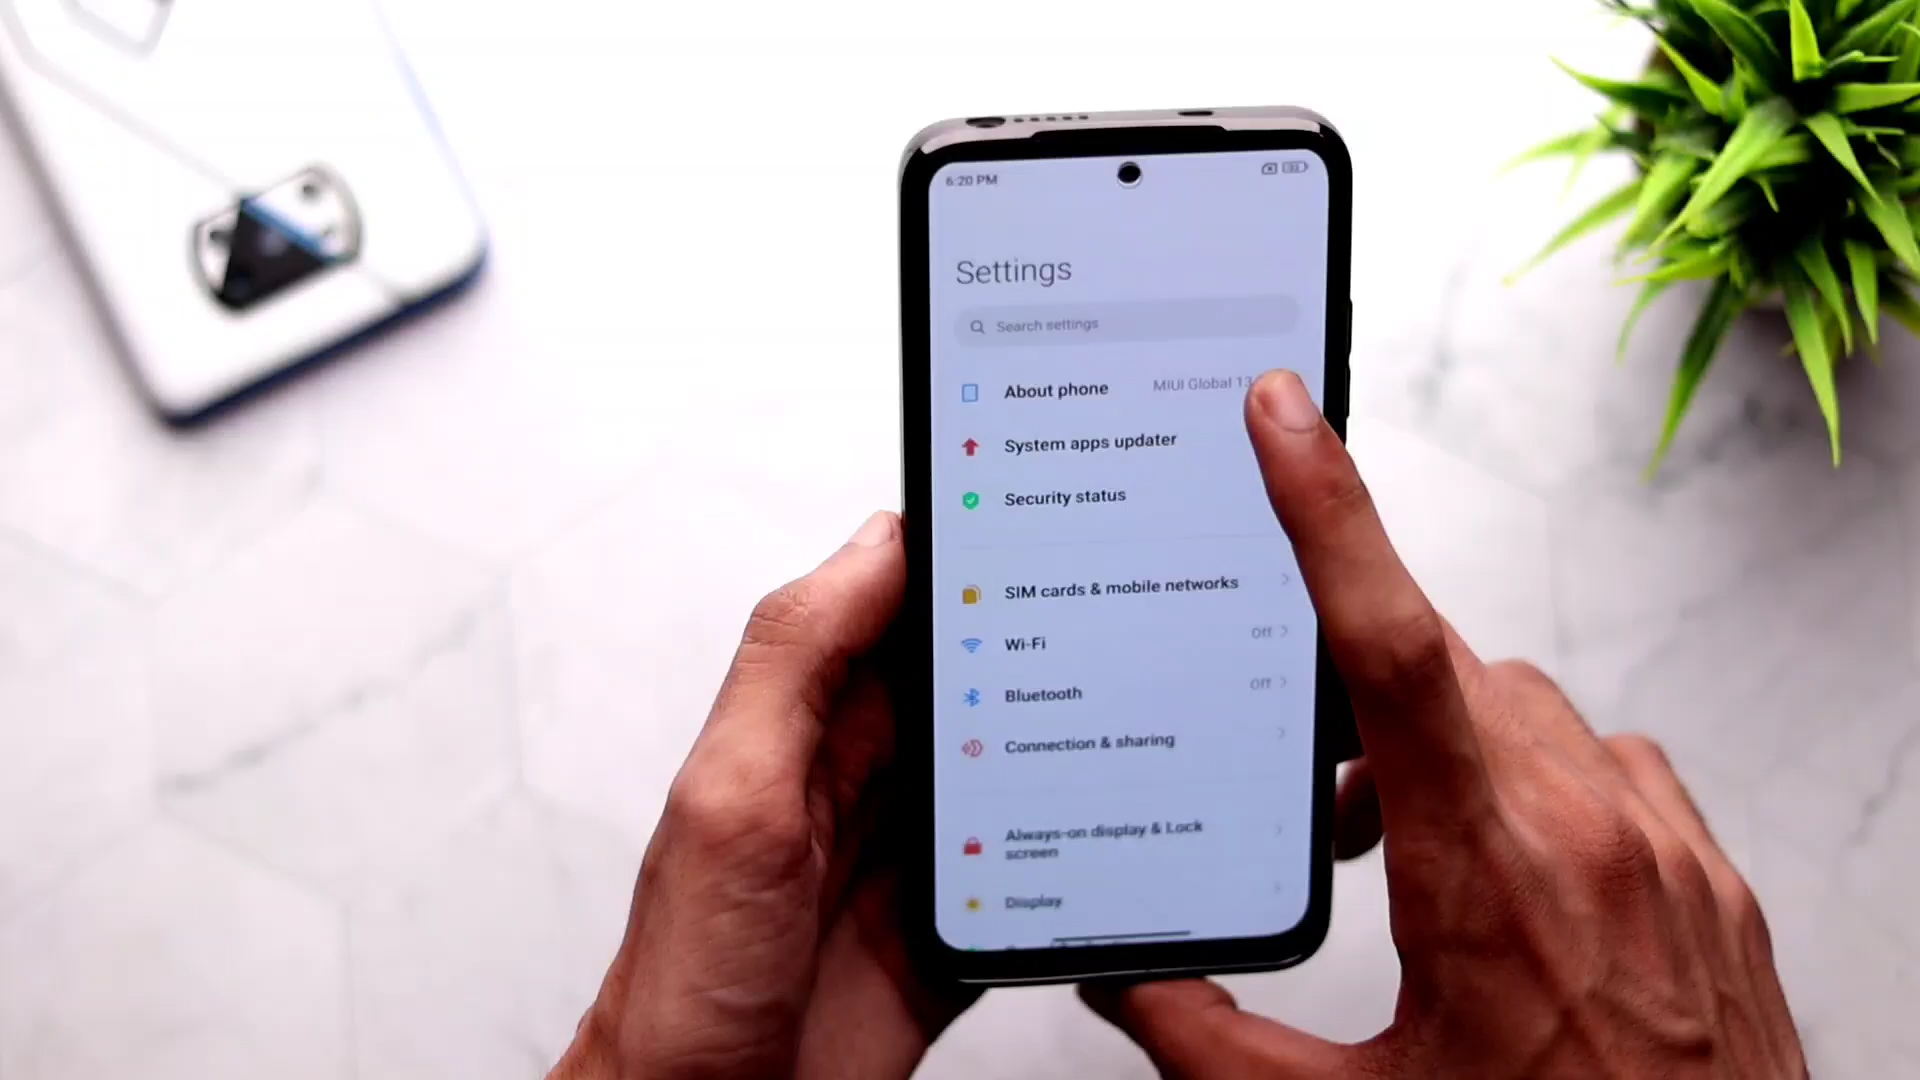 6:20 PM
Settings
Search settings
About phone MIUI Global 13
System apps updater
Security status
SIM cards & mobile networks
Wi-Fi Off
Bluetooth Off
Connection & sharing
Always-on display & Lock
screen
Display